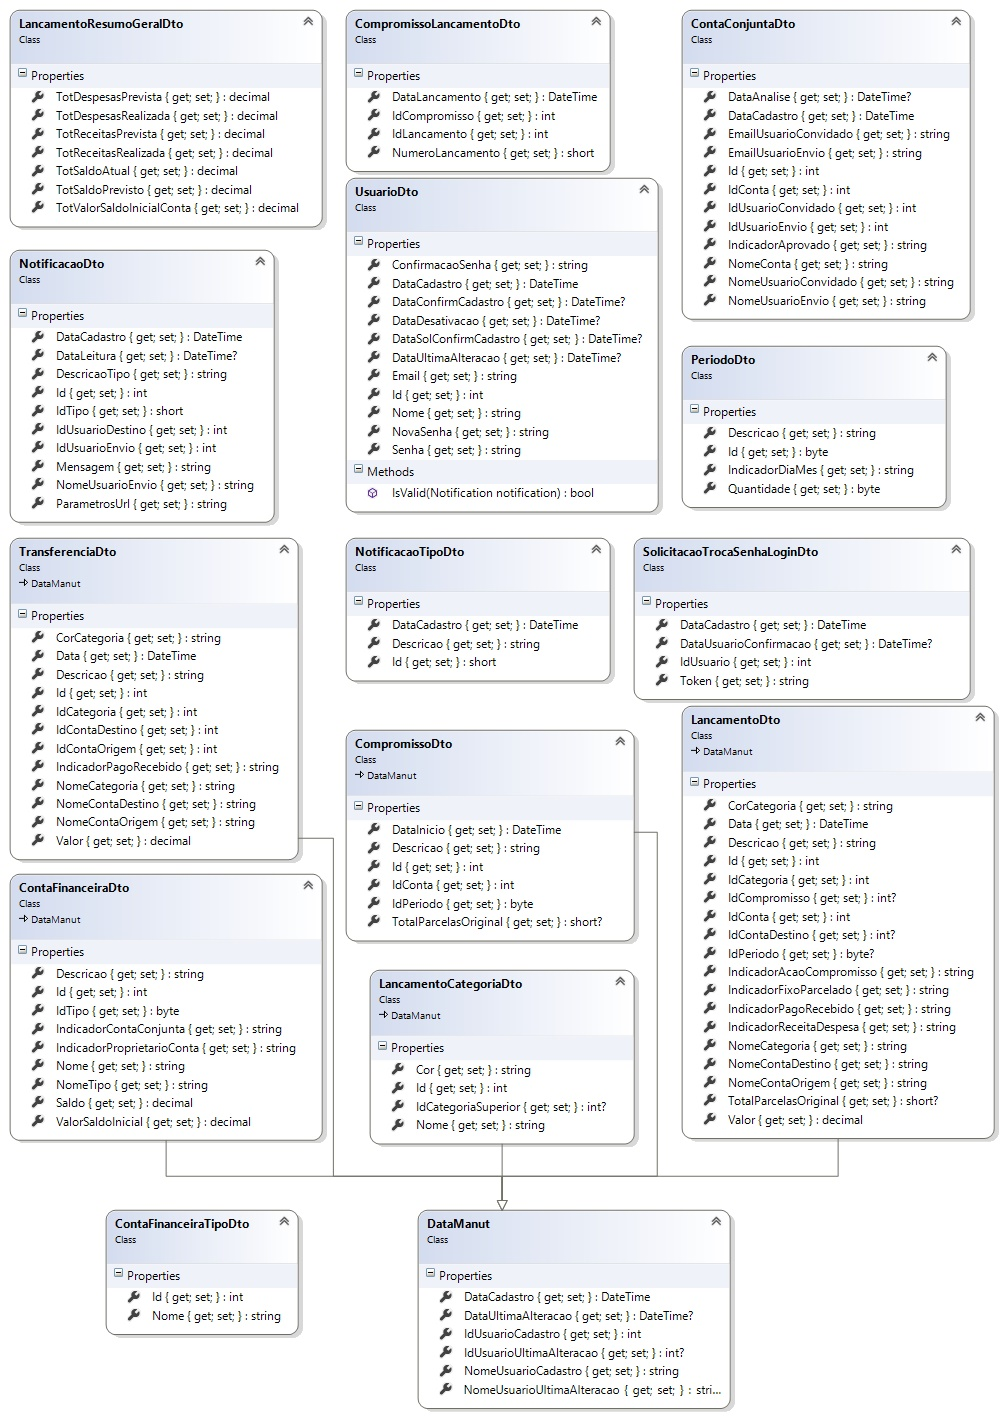 LancamentoResumoGeralDto
Class
Properties
TotDespesasPrevista { get; set; } : decimal
TotDespesasRealizada { get; set; } : decimal
TotReceitasPrevista { get; set; } : decimal
TotReceitasRealizada { get; set; } : decimal
TotSaldoAtual { get; set; } : decimal
TotSaldoPrevisto { get; set; } : decimal
TotValorSaldoInicialConta { get; set; } : decimal
CompromissoLancamentoDto
Class
Properties
DataLancamento { get; set; } : DateTime
IdCompromisso { get; set; } : int
IdLancamento { get; set; } : int
NumeroLancamento { get; set; } : short
ContaConjuntaDto
Class
Properties
DataAnalise { get; set; } : DateTime?
DataCadastro { get; set; } : DateTime
EmailUsuarioConvidado { get; set; } : string
EmailUsuarioEnvio { get; set; } : string
Id { get; set; } : int
IdConta { get; set; } : int
IdUsuarioConvidado { get; set; } : int
IdUsuarioEnvio { get; set; } : int
IndicadorAprovado { get; set; } : string
NomeConta { get; set; } : string
NomeUsuarioConvidado { get; set; } : string
NomeUsuarioEnvio { get; set; } : string
UsuarioDto
Class
Properties
ConfirmacaoSenha { get; set; } : string
DataCadastro { get; set; } : DateTime
DataConfirmCadastro { get; set; } : DateTime?
DataDesativacao { get; set; } : DateTime?
DataSolConfirmCadastro { get; set; } : DateTime?
DataUltimaAlteracao { get; set; } : DateTime?
Email { get; set; } : string
Id { get; set; } : int
Nome { get; set; } : string
NovaSenha { get; set; } : string
Senha { get; set; } : string
Methods
IsValid(Notification notification) : bool
NotificacaoDto
Class
Properties
DataCadastro { get; set; } : DateTime
DataLeitura { get; set; } : DateTime?
DescricaoTipo { get; set; } : string
Id { get; set; } : int
IdTipo { get; set; } : short
IdUsuarioDestino { get; set; } : int
IdUsuarioEnvio { get; set; } : int
Mensagem { get; set; } : string
NomeUsuarioEnvio { get; set; } : string
ParametrosUrl { get; set; } : string
PeriodoDto
Class
Properties
Descricao { get; set; } : string
Id { get; set; } : byte
IndicadorDiaMes { get; set; } : string
Quantidade { get; set; } : byte
TransferenciaDto
Class
DataManut
Properties
CorCategoria { get; set; } : string
Data { get; set; } : DateTime
Descricao { get; set; } : string
Id { get; set; } : int
IdCategoria { get; set; } : int
IdContaDestino { get; set; } : int
IdContaOrigem { get; set; } : int
IndicadorPagoRecebido { get; set; } : string
NomeCategoria { get; set; } : string
NomeContaDestino { get; set; } : string
NomeContaOrigem { get; set; } : string
Valor { get; set; } : decimal
NotificacaoTipoDto
Class
Properties
DataCadastro { get; set; } : DateTime
Descricao { get; set; } : string
Id { get; set; } : short
SolicitacaoTrocaSenhaLoginDto
Class
Properties
DataCadastro { get; set; } : DateTime
DataUsuarioConfirmacao { get; set; } : DateTime?
IdUsuario { get; set; } : int
Token { get; set; } : string
CompromissoDto
Class
DataManut
Properties
DataInicio { get; set; } : DateTime
Descricao { get; set; } : string
Id { get; set; } : int
IdConta { get; set; } : int
IdPeriodo { get; set; } : byte
TotalParcelasOriginal { get; set; } : short?
LancamentoDto
Class
DataManut
Properties
CorCategoria { get; set; } : string
Data { get; set; } : DateTime
Descricao { get; set; } : string
Id { get; set; } : int
IdCategoria { get; set; } : int
IdCompromisso { get; set; } : int?
IdConta { get; set; } : int
IdContaDestino { get; set; } : int?
IdPeriodo { get; set; } : byte?
IndicadorAcaoCompromisso { get; set; } : string
IndicadorFixoParcelado { get; set; } : string
IndicadorPagoRecebido { get; set; } : string
IndicadorReceitaDespesa { get; set; } : string
NomeCategoria { get; set; } : string
NomeContaDestino { get; set; } : string
NomeContaOrigem { get; set; } : string
TotalParcelasOriginal { get; set; } : short?
Valor { get; set; } : decimal
ContaFinanceiraDto
Class
DataManut
Properties
Descricao { get; set; } : string
Id { get; set; } : int
IdTipo { get; set; } : byte
IndicadorContaConjunta { get; set; } : string
IndicadorProprietarioConta { get; set; } : string
Nome { get; set; } : string
NomeTipo { get; set; } : string
Saldo { get; set; } : decimal
ValorSaldoInicial { get; set; } : decimal
LancamentoCategoriaDto
Class
DataManut
Properties
Cor { get; set; } : string
Id { get; set; } : int
IdCategoriaSuperior { get; set; } : int?
Nome { get; set; } : string
ContaFinanceiraTipoDto
Class
Properties
Id { get; set; } : int
Nome { get; set; } : string
DataManut
Class
Properties
DataCadastro { get; set; } : DateTime
DataUltimaAlteracao { get; set; } : DateTime?
IdUsuarioCadastro { get; set; } : int
IdUsuarioUltimaAlteracao { get; set; } : int?
NomeUsuarioCadastro { get; set; } : string
NomeUsuarioUltimaAlteracao { get; set; } : stri...